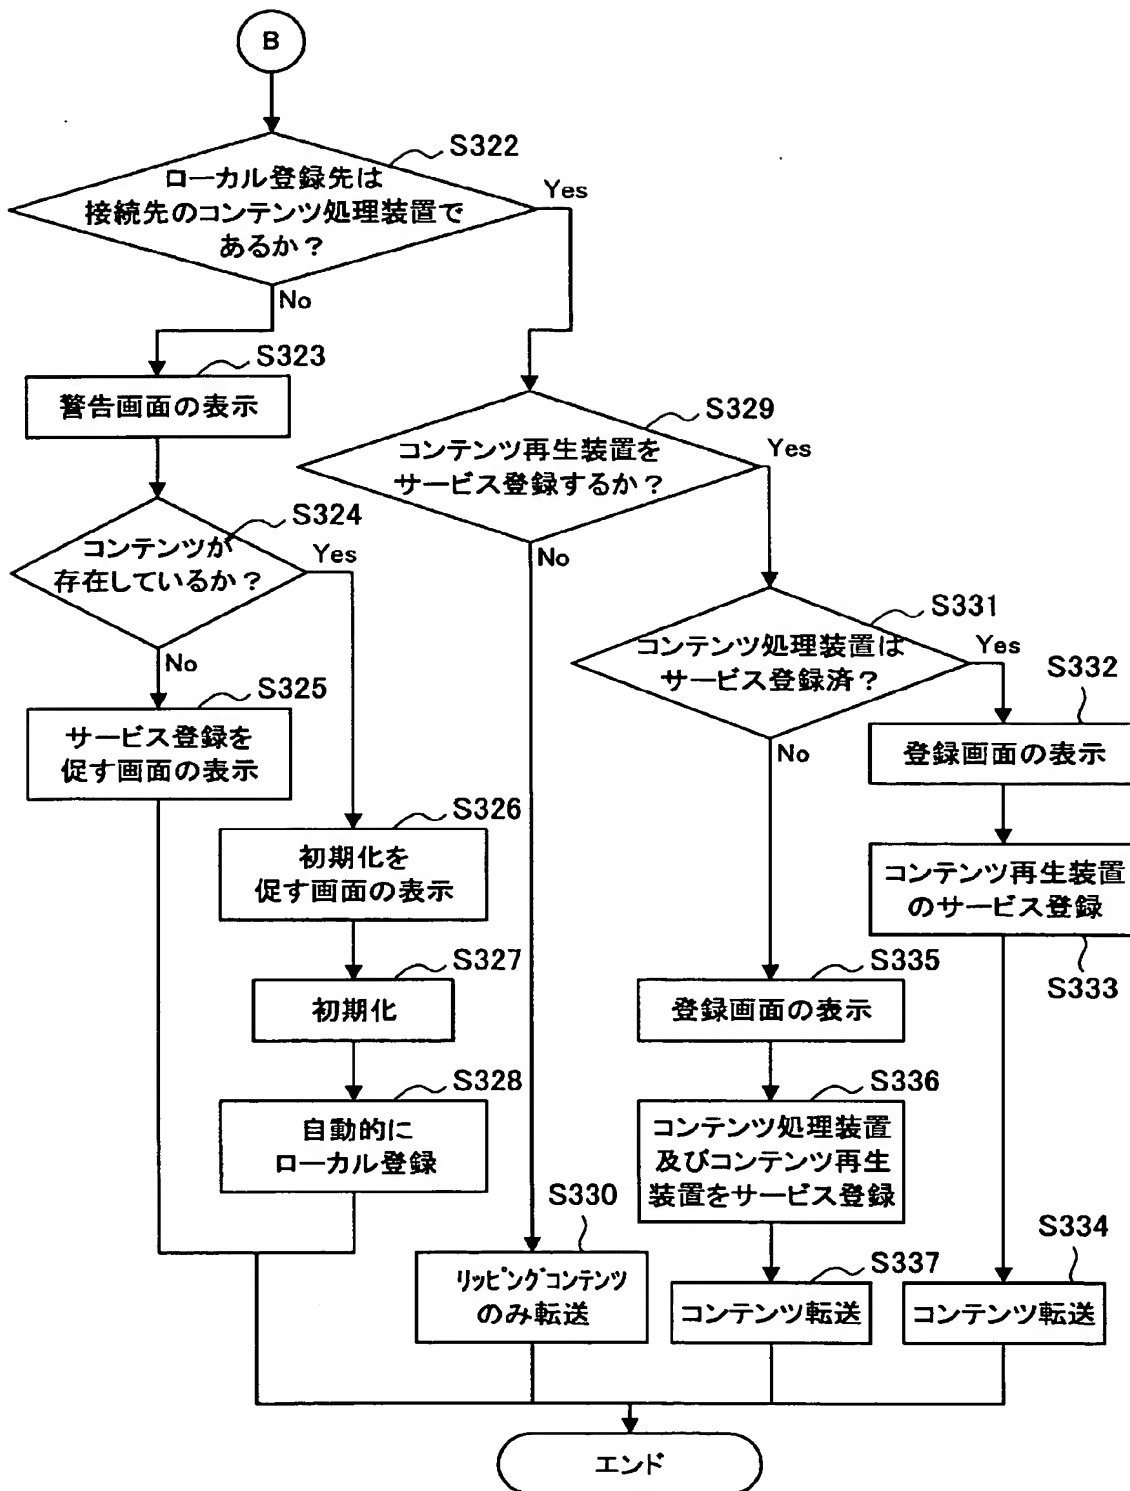 B
S322
ローカル登録先は
接続先のコンテンツ処理装置で
あるか？
Yes
No
S323
警告画面の表示
S329
コンテンツ再生装置を
サービス登録するか？
Yes
No
S324
コンテンツが
存在しているか？
Yes
No
S331
コンテンツ処理装置は
サービス登録済？
Yes
No
S325
サービス登録を
促す画面の表示
S332
登録画面の表示
S326
初期化を
促す画面の表示
コンテンツ再生装置
のサービス登録
S333
S327
初期化
S335
登録画面の表示
S328
自動的に
ローカル登録
S336
コンテンツ処理装置
及びコンテンツ再生
装置をサービス登録
S330
リッピングコンテンツ
のみ転送
S337
コンテンツ転送
S334
コンテンツ転送
エンド